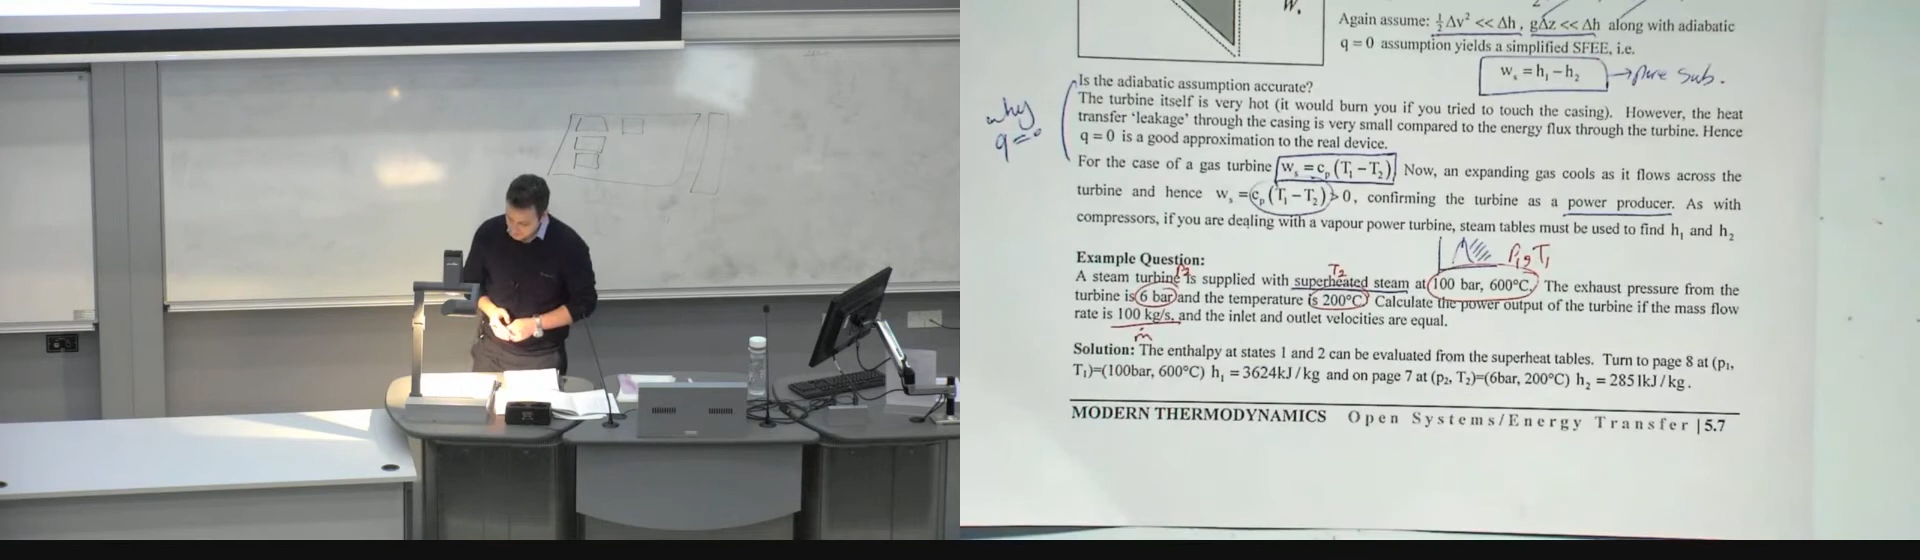 W.
Again assume: ½Δv² << Δh, gΔz << Δh along with adiabatic
q = 0 assumption yields a simplified SFEE, i.e.
wₛ = h₁ – h₂ → pure sub.
Is the adiabatic assumption accurate?
why q=0
The turbine itself is very hot (it would burn you if you tried to touch the casing). However, the heat
transfer 'leakage' through the casing is very small compared to the energy flux through the turbine. Hence
q = 0 is a good approximation to the real device.
For the case of a gas turbine wₛ = cₚ(T₁ – T₂) Now, an expanding gas cools as it flows across the
turbine and hence wₛ = cₚ(T₁ – T₂) > 0, confirming the turbine as a power producer. As with
compressors, if you are dealing with a vapour power turbine, steam tables must be used to find h₁ and h₂
P₁, T₁
Example Question:
P₂ T₂
A steam turbine is supplied with superheated steam at 100 bar, 600°C. The exhaust pressure from the
turbine is 6 bar and the temperature is 200°C. Calculate the power output of the turbine if the mass flow
rate is 100 kg/s. and the inlet and outlet velocities are equal.
ṁ
Solution: The enthalpy at states 1 and 2 can be evaluated from the superheat tables. Turn to page 8 at (p₁,
T₁)=(100bar, 600°C) h₁ = 3624kJ/kg and on page 7 at (p₂, T₂)=(6bar, 200°C) h₂ = 2851kJ/kg.
MODERN THERMODYNAMICS Open Systems/Energy Transfer |5.7